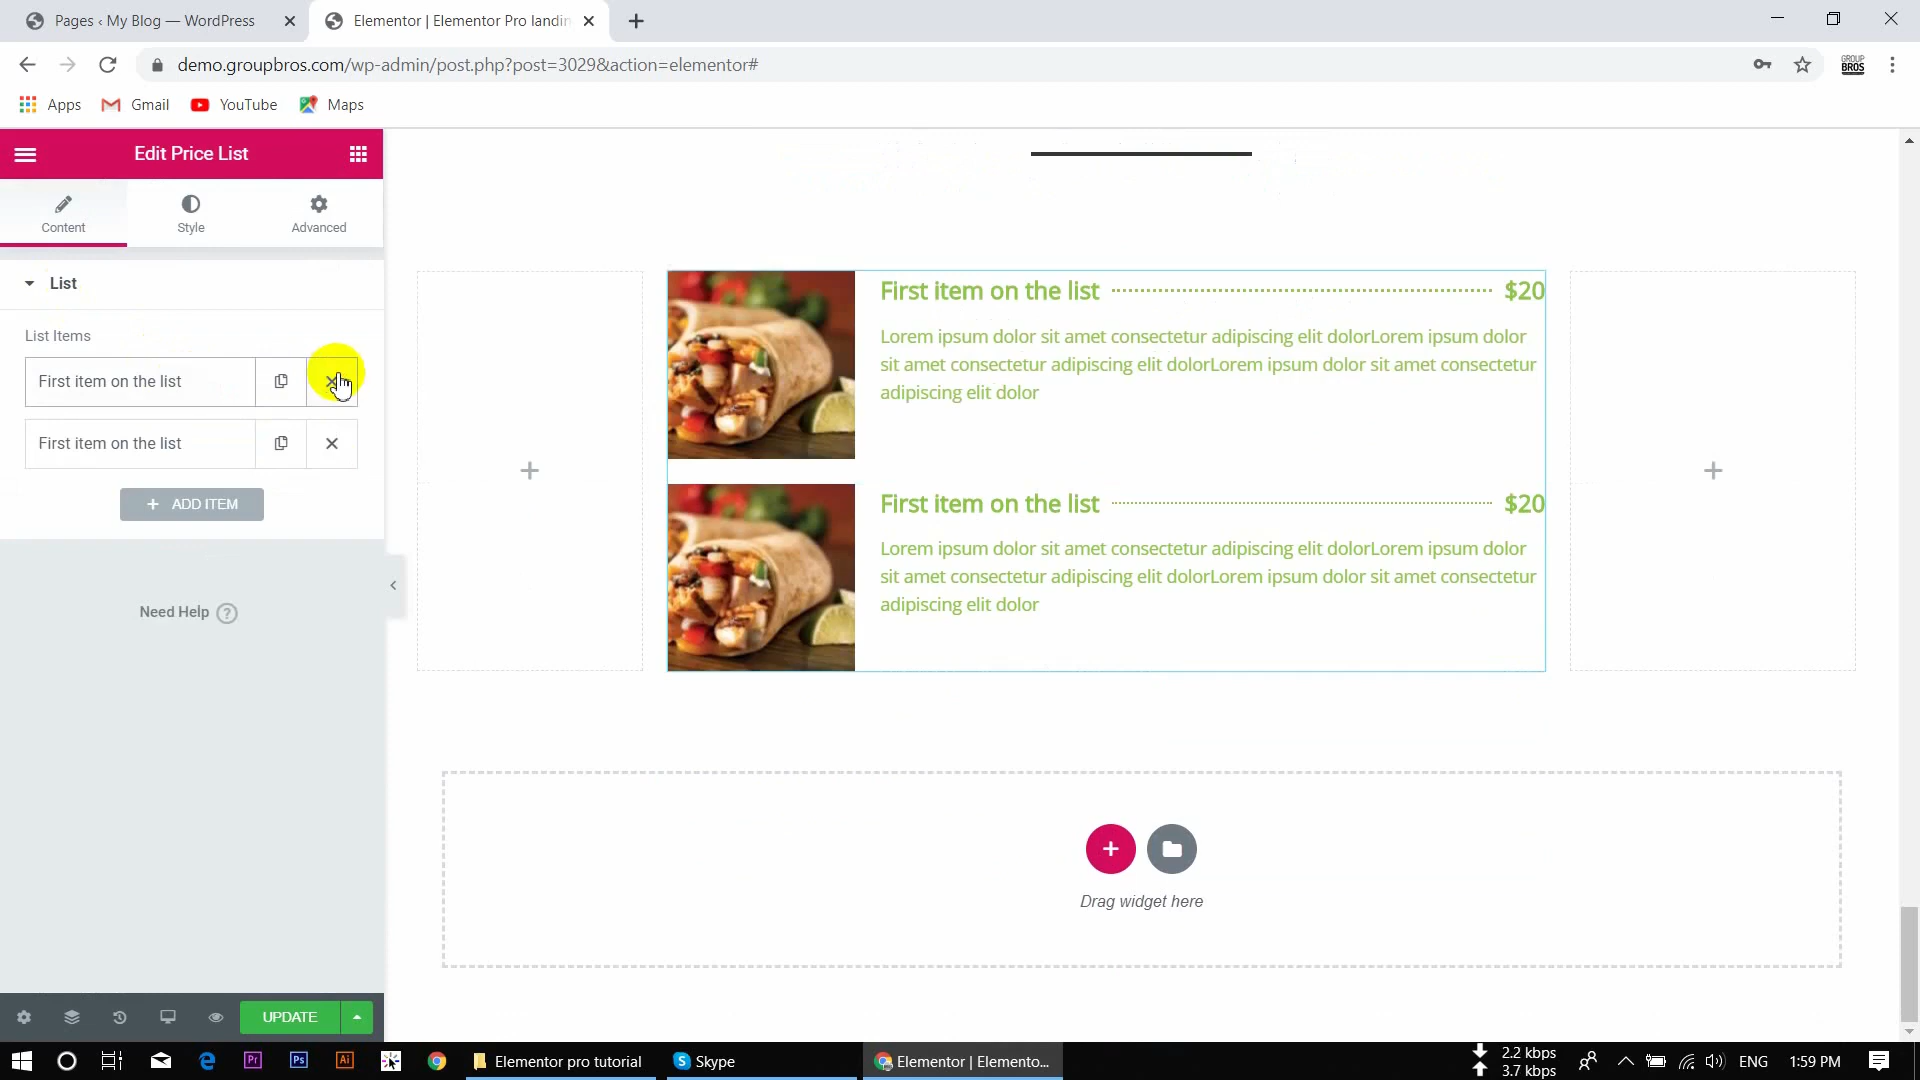 Pages ‹ My Blog — WordPress
Elementor | Elementor Pro landin
demo.groupbros.com/wp-admin/post.php?post=3029&action=elementor#
GROUP
BROS
Apps
Gmail
YouTube
Maps
Edit Price List
Content
Style
Advanced
List
List Items
First item on the list
First item on the list
+ ADD ITEM
Need Help ?
UPDATE
First item on the list
$20
Lorem ipsum dolor sit amet consectetur adipiscing elit dolorLorem ipsum dolor
sit amet consectetur adipiscing elit dolorLorem ipsum dolor sit amet consectetur
adipiscing elit dolor
First item on the list
$20
Lorem ipsum dolor sit amet consectetur adipiscing elit dolorLorem ipsum dolor
sit amet consectetur adipiscing elit dolorLorem ipsum dolor sit amet consectetur
adipiscing elit dolor
Drag widget here
Pr
Ps
Ai
Elementor pro tutorial
Skype
Elementor | Elemento...
2.2 kbps
3.7 kbps
ENG
1:59 PM